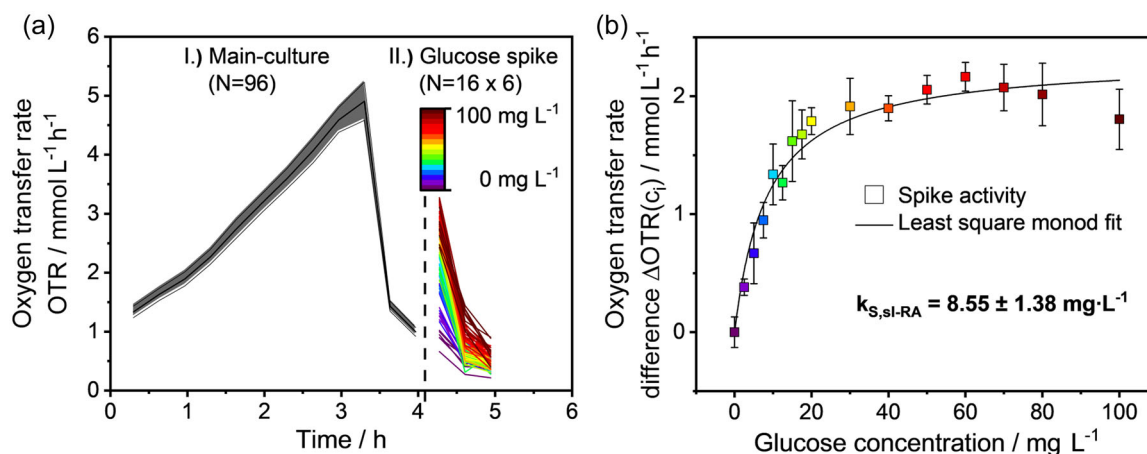 (a)
Oxygen transfer rate
OTR / mmol L⁻¹h⁻¹
6
5
4
3
2
1
0
I.) Main-culture
(N=96)
II.) Glucose spike
(N=16 x 6)
100 mg L⁻¹
0 mg L⁻¹
0 1 2 3 4 5 6
Time / h
(b)
Oxygen transfer rate
difference ΔOTR(cᵢ) / mmol L⁻¹h⁻¹
2
1
0
Spike activity
Least square monod fit
k_S,sl-RA = 8.55 ± 1.38 mg·L⁻¹
0 20 40 60 80 100
Glucose concentration / mg L⁻¹